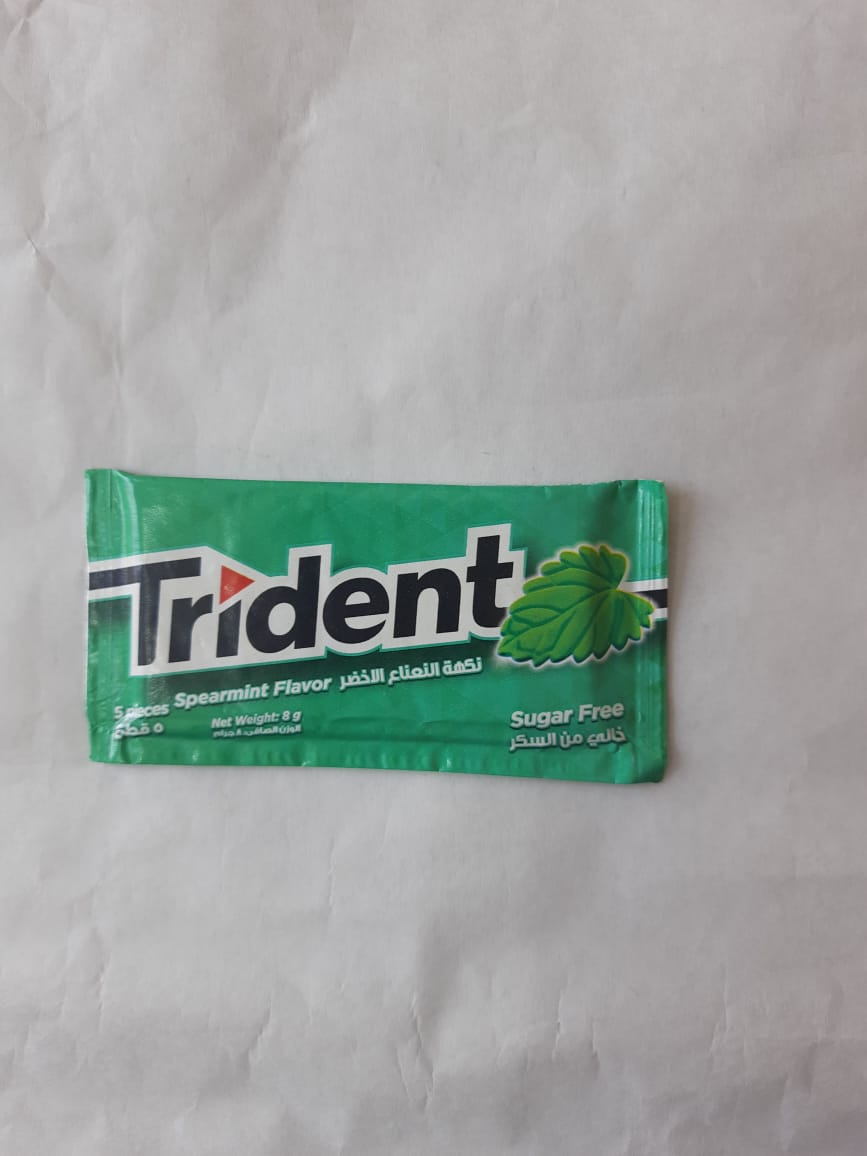 Trident
Spearmint Flavor نكهة النعناع الاخضر
5 pieces
٥ قطع
Net Weight: 8 g
الوزن الصافي: ٨ جرام
Sugar Free
خالي من السكر